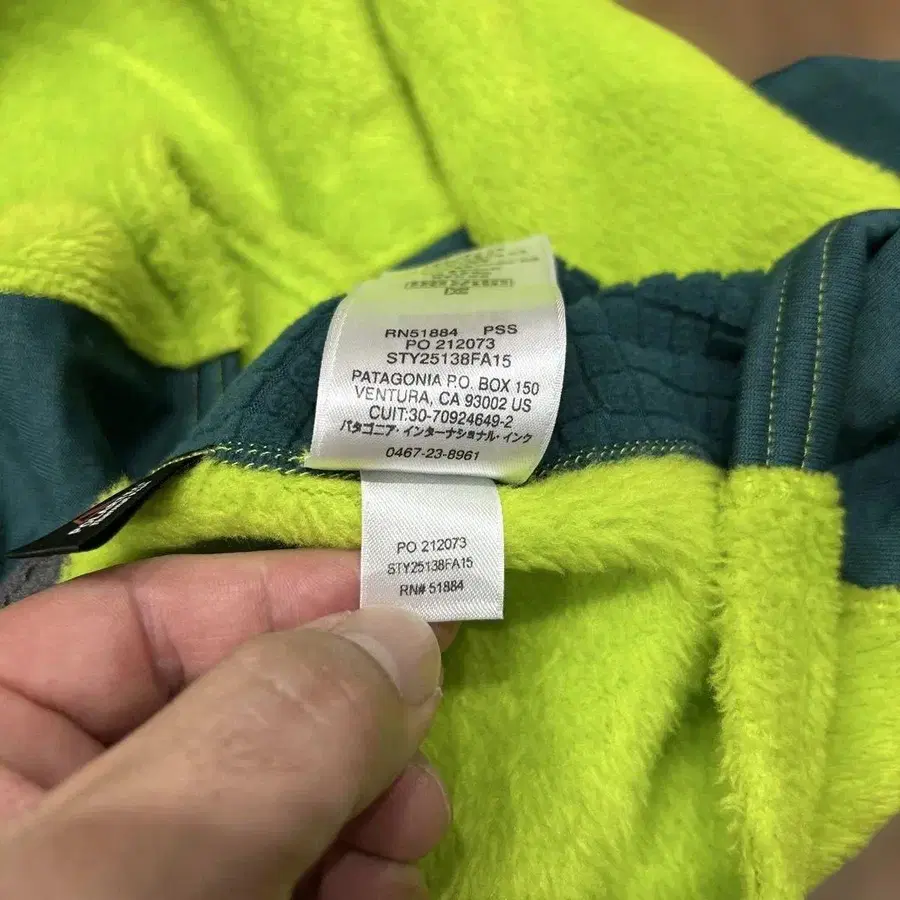 RN51884 PSS
PO 212073
STY25138FA15
PATAGONIA P.O. BOX 150
VENTURA, CA 93002 US
CUIT:30-70924649-2
パタゴニア・インターナショナル・インク
0467-23-8961
PO 212073
STY25138FA15
RN# 51884